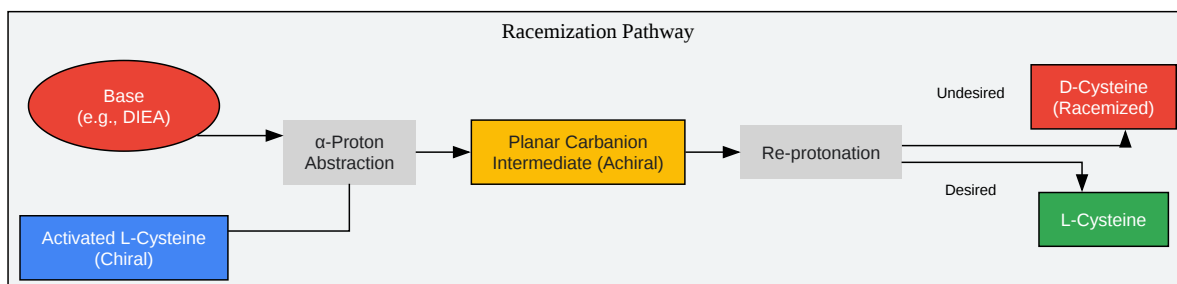 Racemization Pathway
Base
(e.g., DIEA)
α-Proton
Abstraction
Activated L-Cysteine
(Chiral)
Planar Carbanion
Intermediate (Achiral)
Re-protonation
Undesired
D-Cysteine
(Racemized)
Desired
L-Cysteine